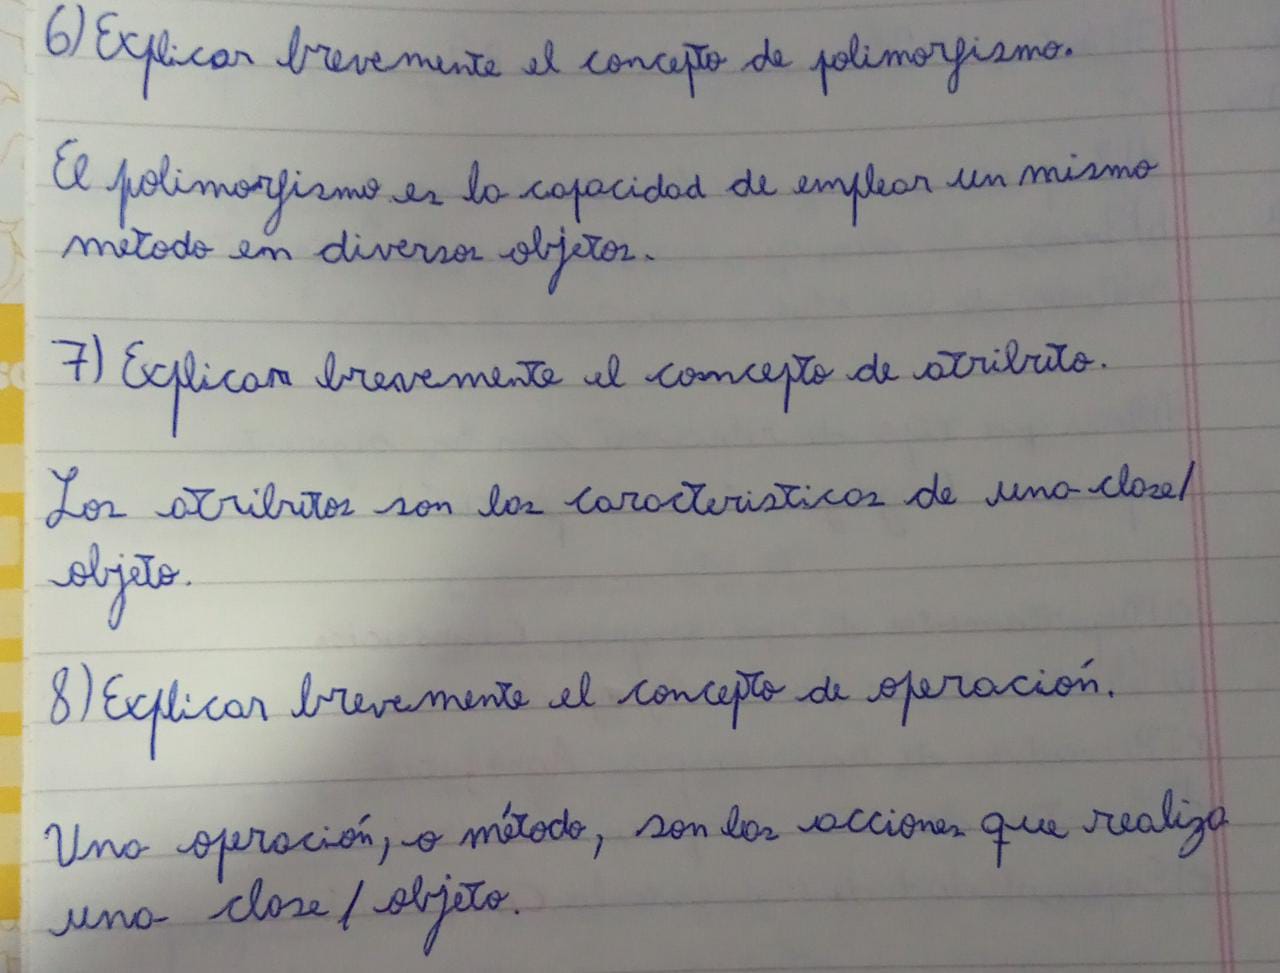 6) Explicar brevemente el concepto de polimorfismo.
El polimorfismo es la capacidad de emplear un mismo
metodo en diversos objetos.
7) Explicar brevemente el concepto de atributo.
Los atributos son las caracteristicas de una clase/
objeto.
8) Explicar brevemente el concepto de operación.
Una operación, o método, son las acciones que realiza
una clase / objeto.